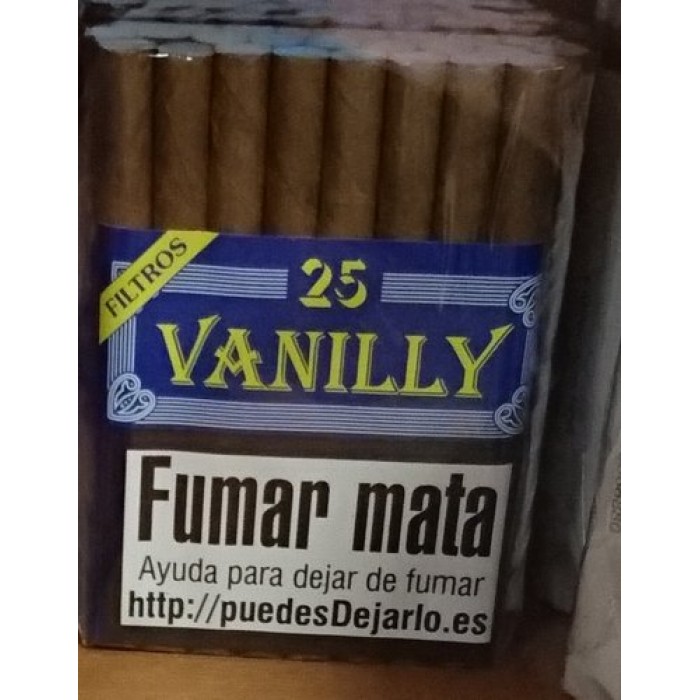 FILTROS
25
VANILLY
Fumar mata
Ayuda para dejar de fumar
http://puedesDejarlo.es